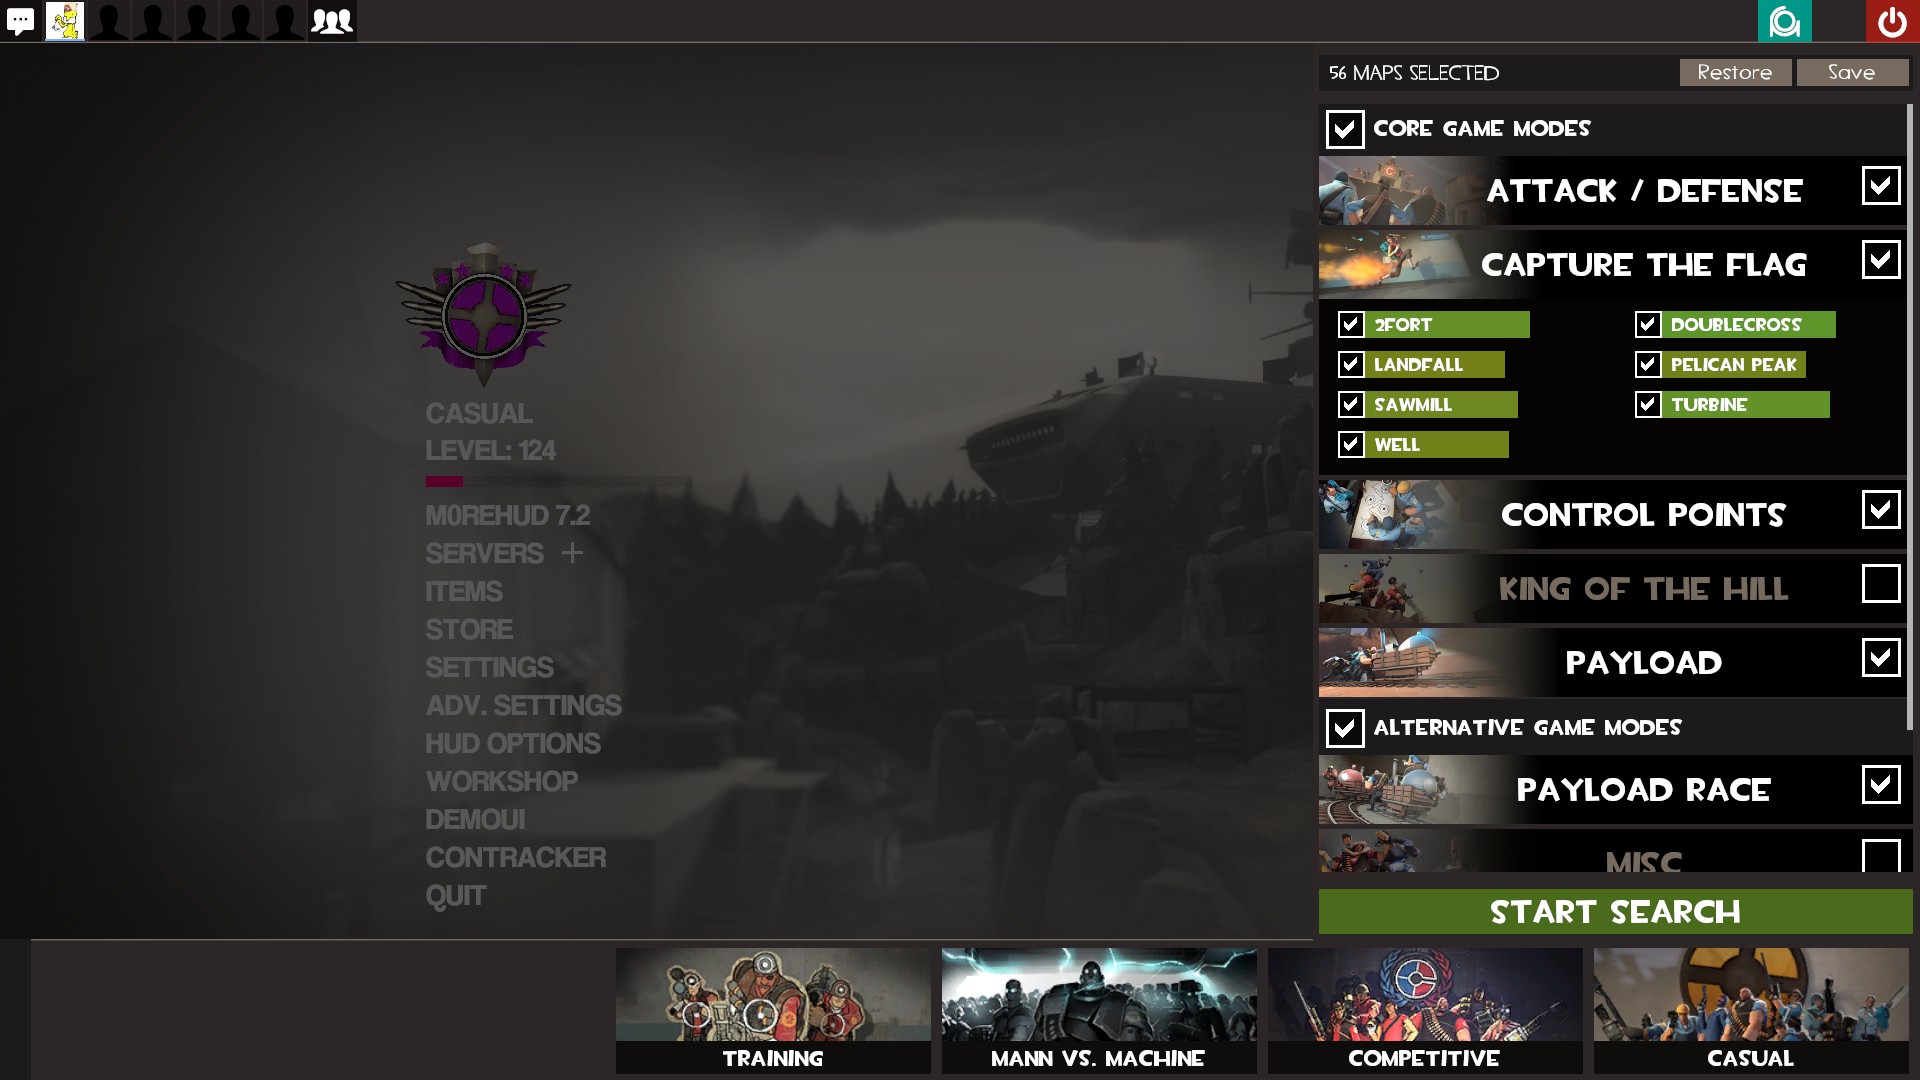 56 MAPS SELECTED
Restore
Save
CORE GAME MODES
ATTACK / DEFENSE
CAPTURE THE FLAG
2FORT
DOUBLECROSS
LANDFALL
PELICAN PEAK
SAWMILL
TURBINE
WELL
CONTROL POINTS
KING OF THE HILL
PAYLOAD
ALTERNATIVE GAME MODES
PAYLOAD RACE
MISC
START SEARCH
CASUAL
LEVEL: 124
M0REHUD 7.2
SERVERS +
ITEMS
STORE
SETTINGS
ADV. SETTINGS
HUD OPTIONS
WORKSHOP
DEMOUI
CONTRACKER
QUIT
TRAINING
MANN VS. MACHINE
COMPETITIVE
CASUAL